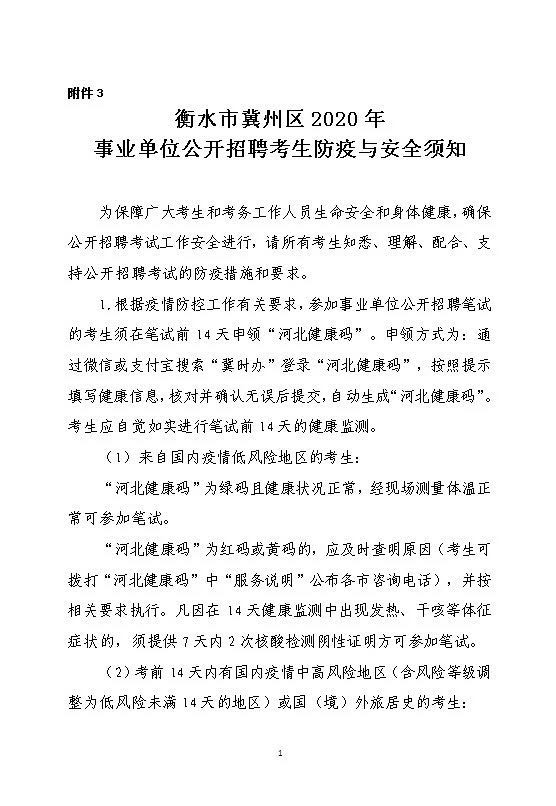 附件3
衡水市冀州区2020年
事业单位公开招聘考生防疫与安全须知
为保障广大考生和考务工作人员生命安全和身体健康，确保
公开招聘考试工作安全进行，请所有考生知悉、理解、配合、支
持公开招聘考试的防疫措施和要求。
1.根据疫情防控工作有关要求，参加事业单位公开招聘笔试
的考生须在笔试前14天申领“河北健康码”。申领方式为：通
过微信或支付宝搜索“冀时办”登录“河北健康码”，按照提示
填写健康信息，核对并确认无误后提交，自动生成“河北健康码”。
考生应自觉如实进行笔试前14天的健康监测。
（1）来自国内疫情低风险地区的考生：
“河北健康码”为绿码且健康状况正常，经现场测量体温正
常可参加笔试。
“河北健康码”为红码或黄码的，应及时查明原因（考生可
拨打“河北健康码”中“服务说明”公布各市咨询电话），并按
相关要求执行。凡因在14天健康监测中出现发热、干咳等体征
症状的，须提供7天内2次核酸检测阴性证明方可参加笔试。
（2）考前14天内有国内疫情中高风险地区（含风险等级调
整为低风险未满14天的地区）或国（境）外旅居史的考生：
1